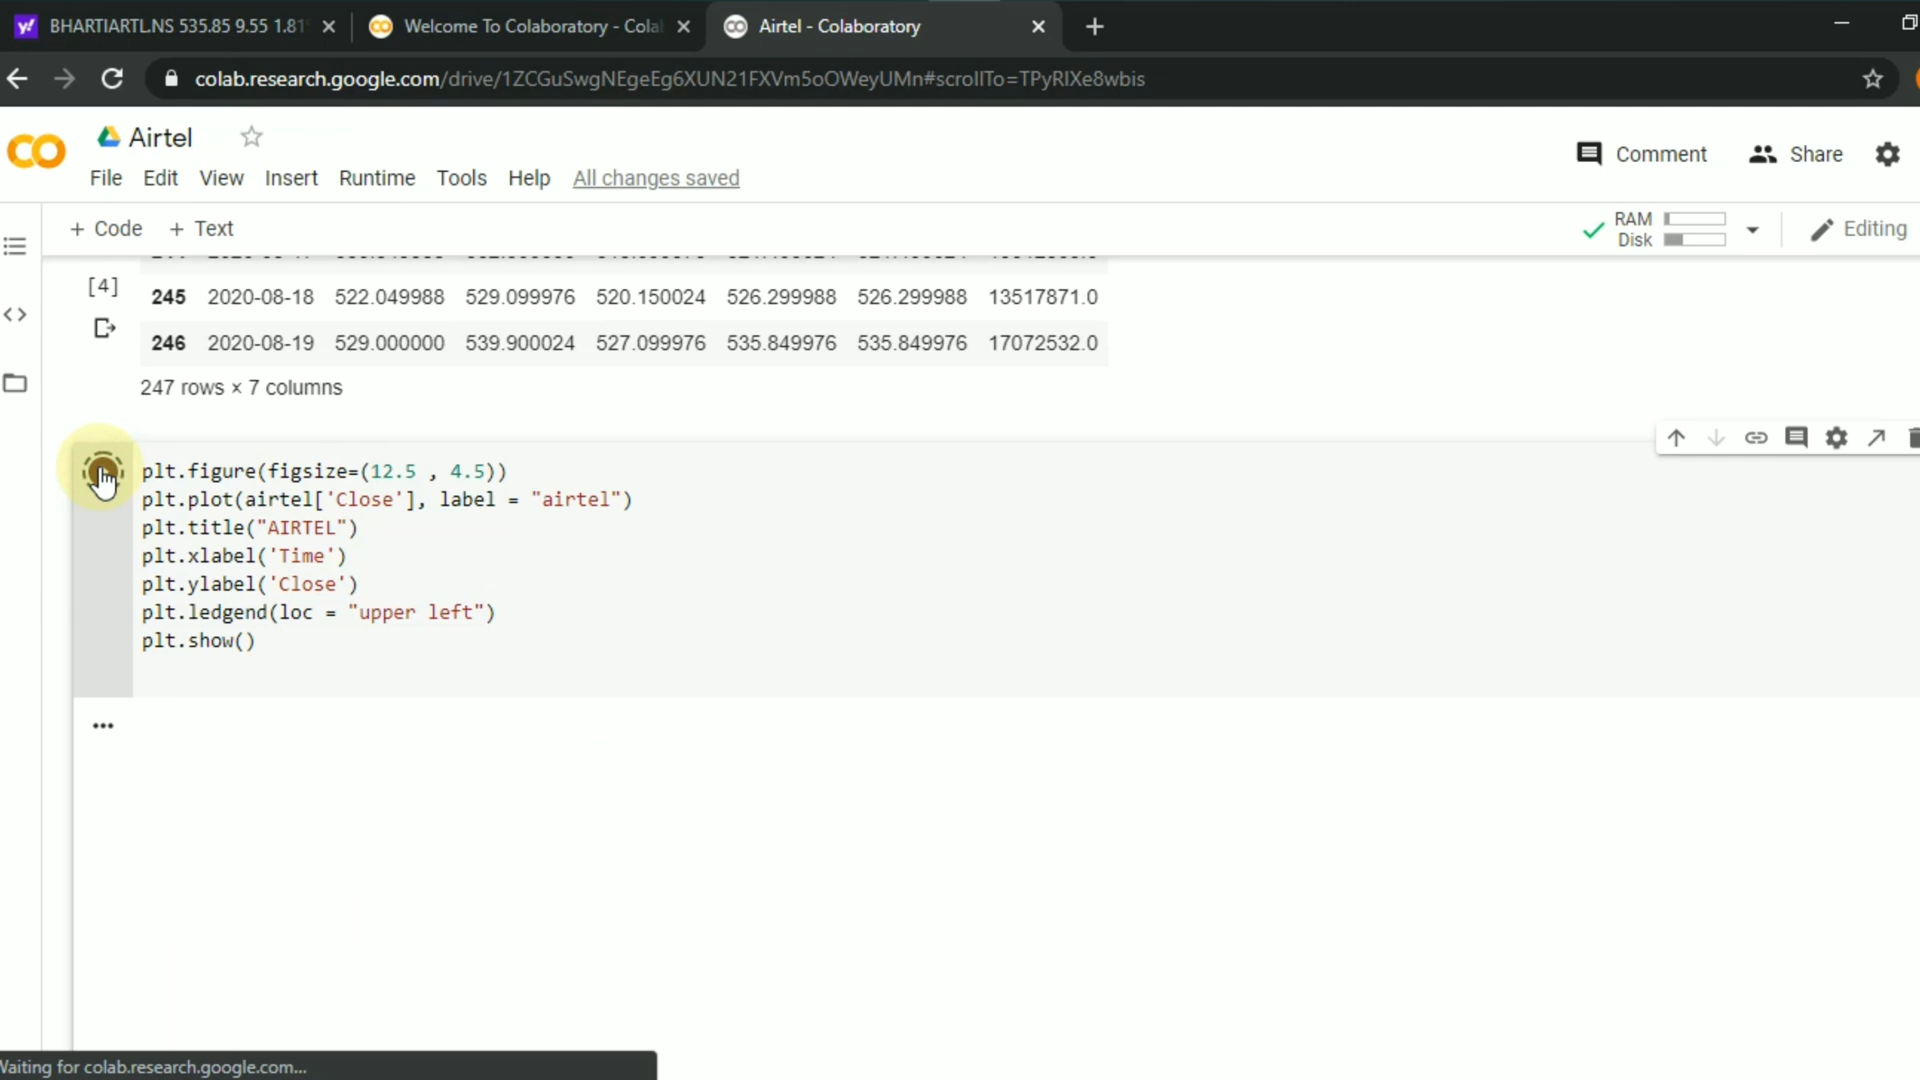 BHARTIARTL.NS 535.85 9.55 1.81
Welcome To Colaboratory - Cola
Airtel - Colaboratory
colab.research.google.com/drive/1ZCGuSwgNEgeEg6XUN21FXVm5oOWeyUMn#scrollTo=TPyRIXe8wbis
Airtel
Comment
Share
File Edit View Insert Runtime Tools Help All changes saved
+ Code + Text
RAM
Disk
Editing
[4]
245 2020-08-18 522.049988 529.099976 520.150024 526.299988 526.299988 13517871.0
246 2020-08-19 529.000000 539.900024 527.099976 535.849976 535.849976 17072532.0
247 rows × 7 columns
plt.figure(figsize=(12.5 , 4.5))
plt.plot(airtel['Close'], label = "airtel")
plt.title("AIRTEL")
plt.xlabel('Time')
plt.ylabel('Close')
plt.ledgend(loc = "upper left")
plt.show()
Waiting for colab.research.google.com...